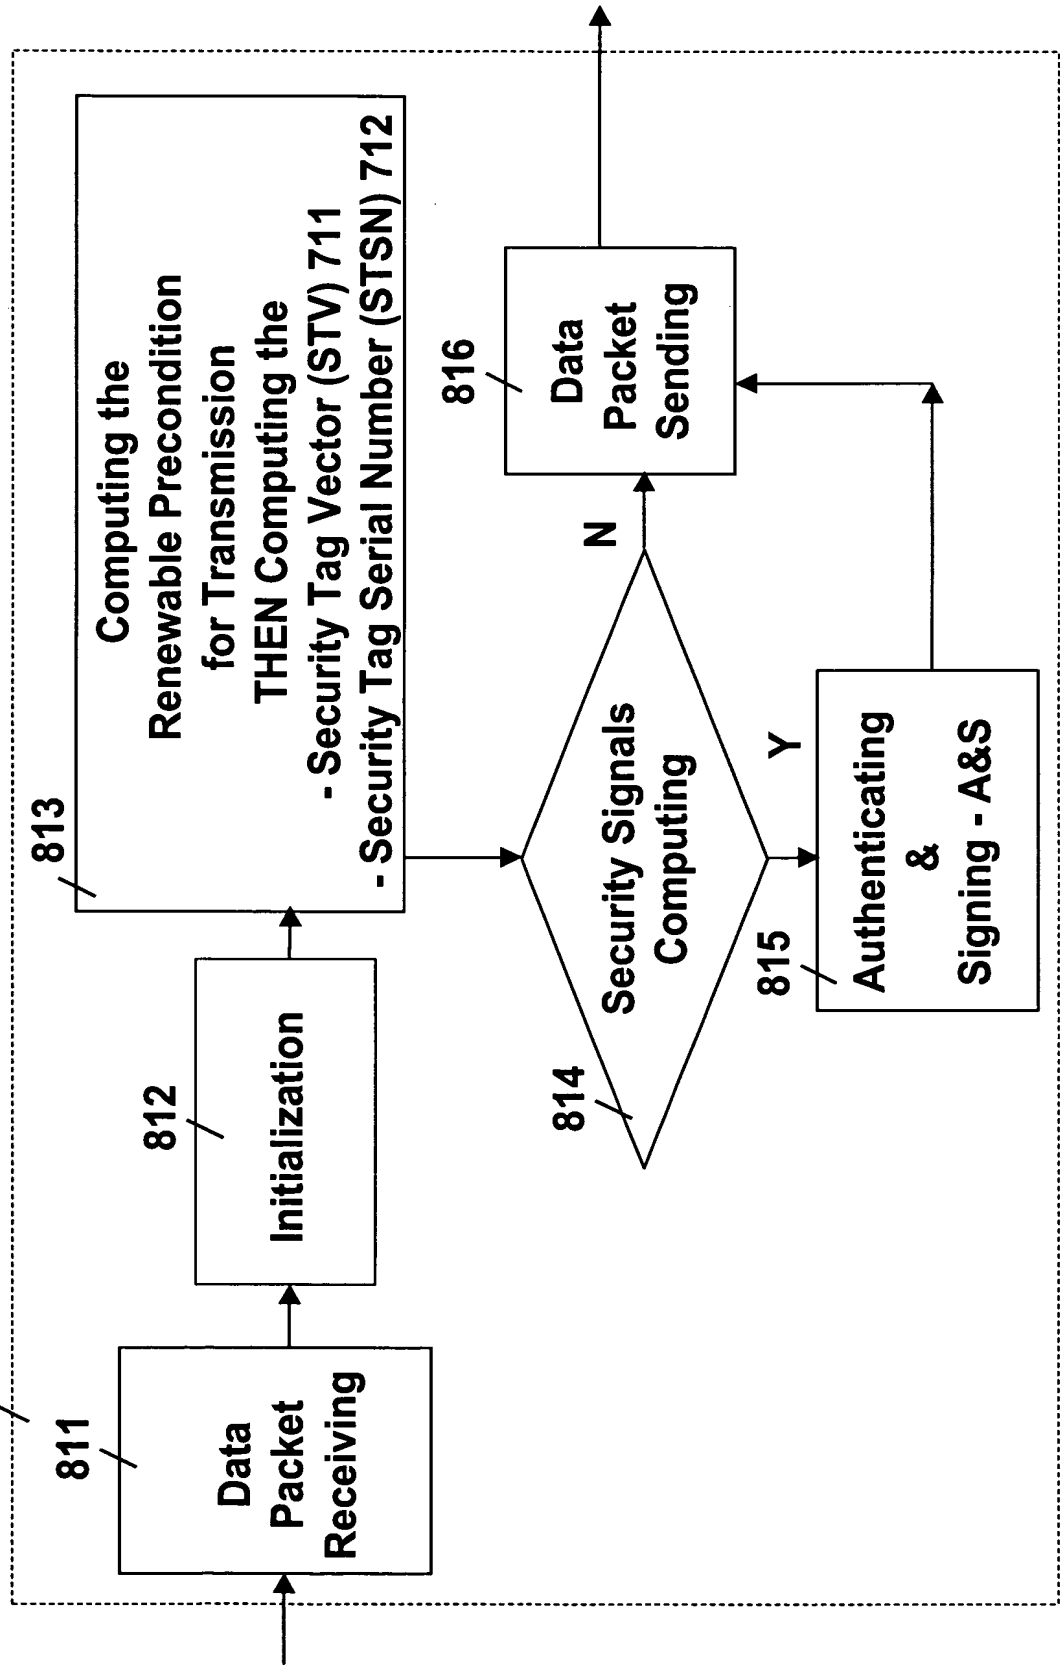 811
Data
Packet
Receiving
812
Initialization
813
Computing the
Renewable Precondition
for Transmission
THEN Computing the
- Security Tag Vector (STV) 711
- Security Tag Serial Number (STSN) 712
814
Security Signals
Computing
N
Y
815
Authenticating
&
Signing - A&S
816
Data
Packet
Sending